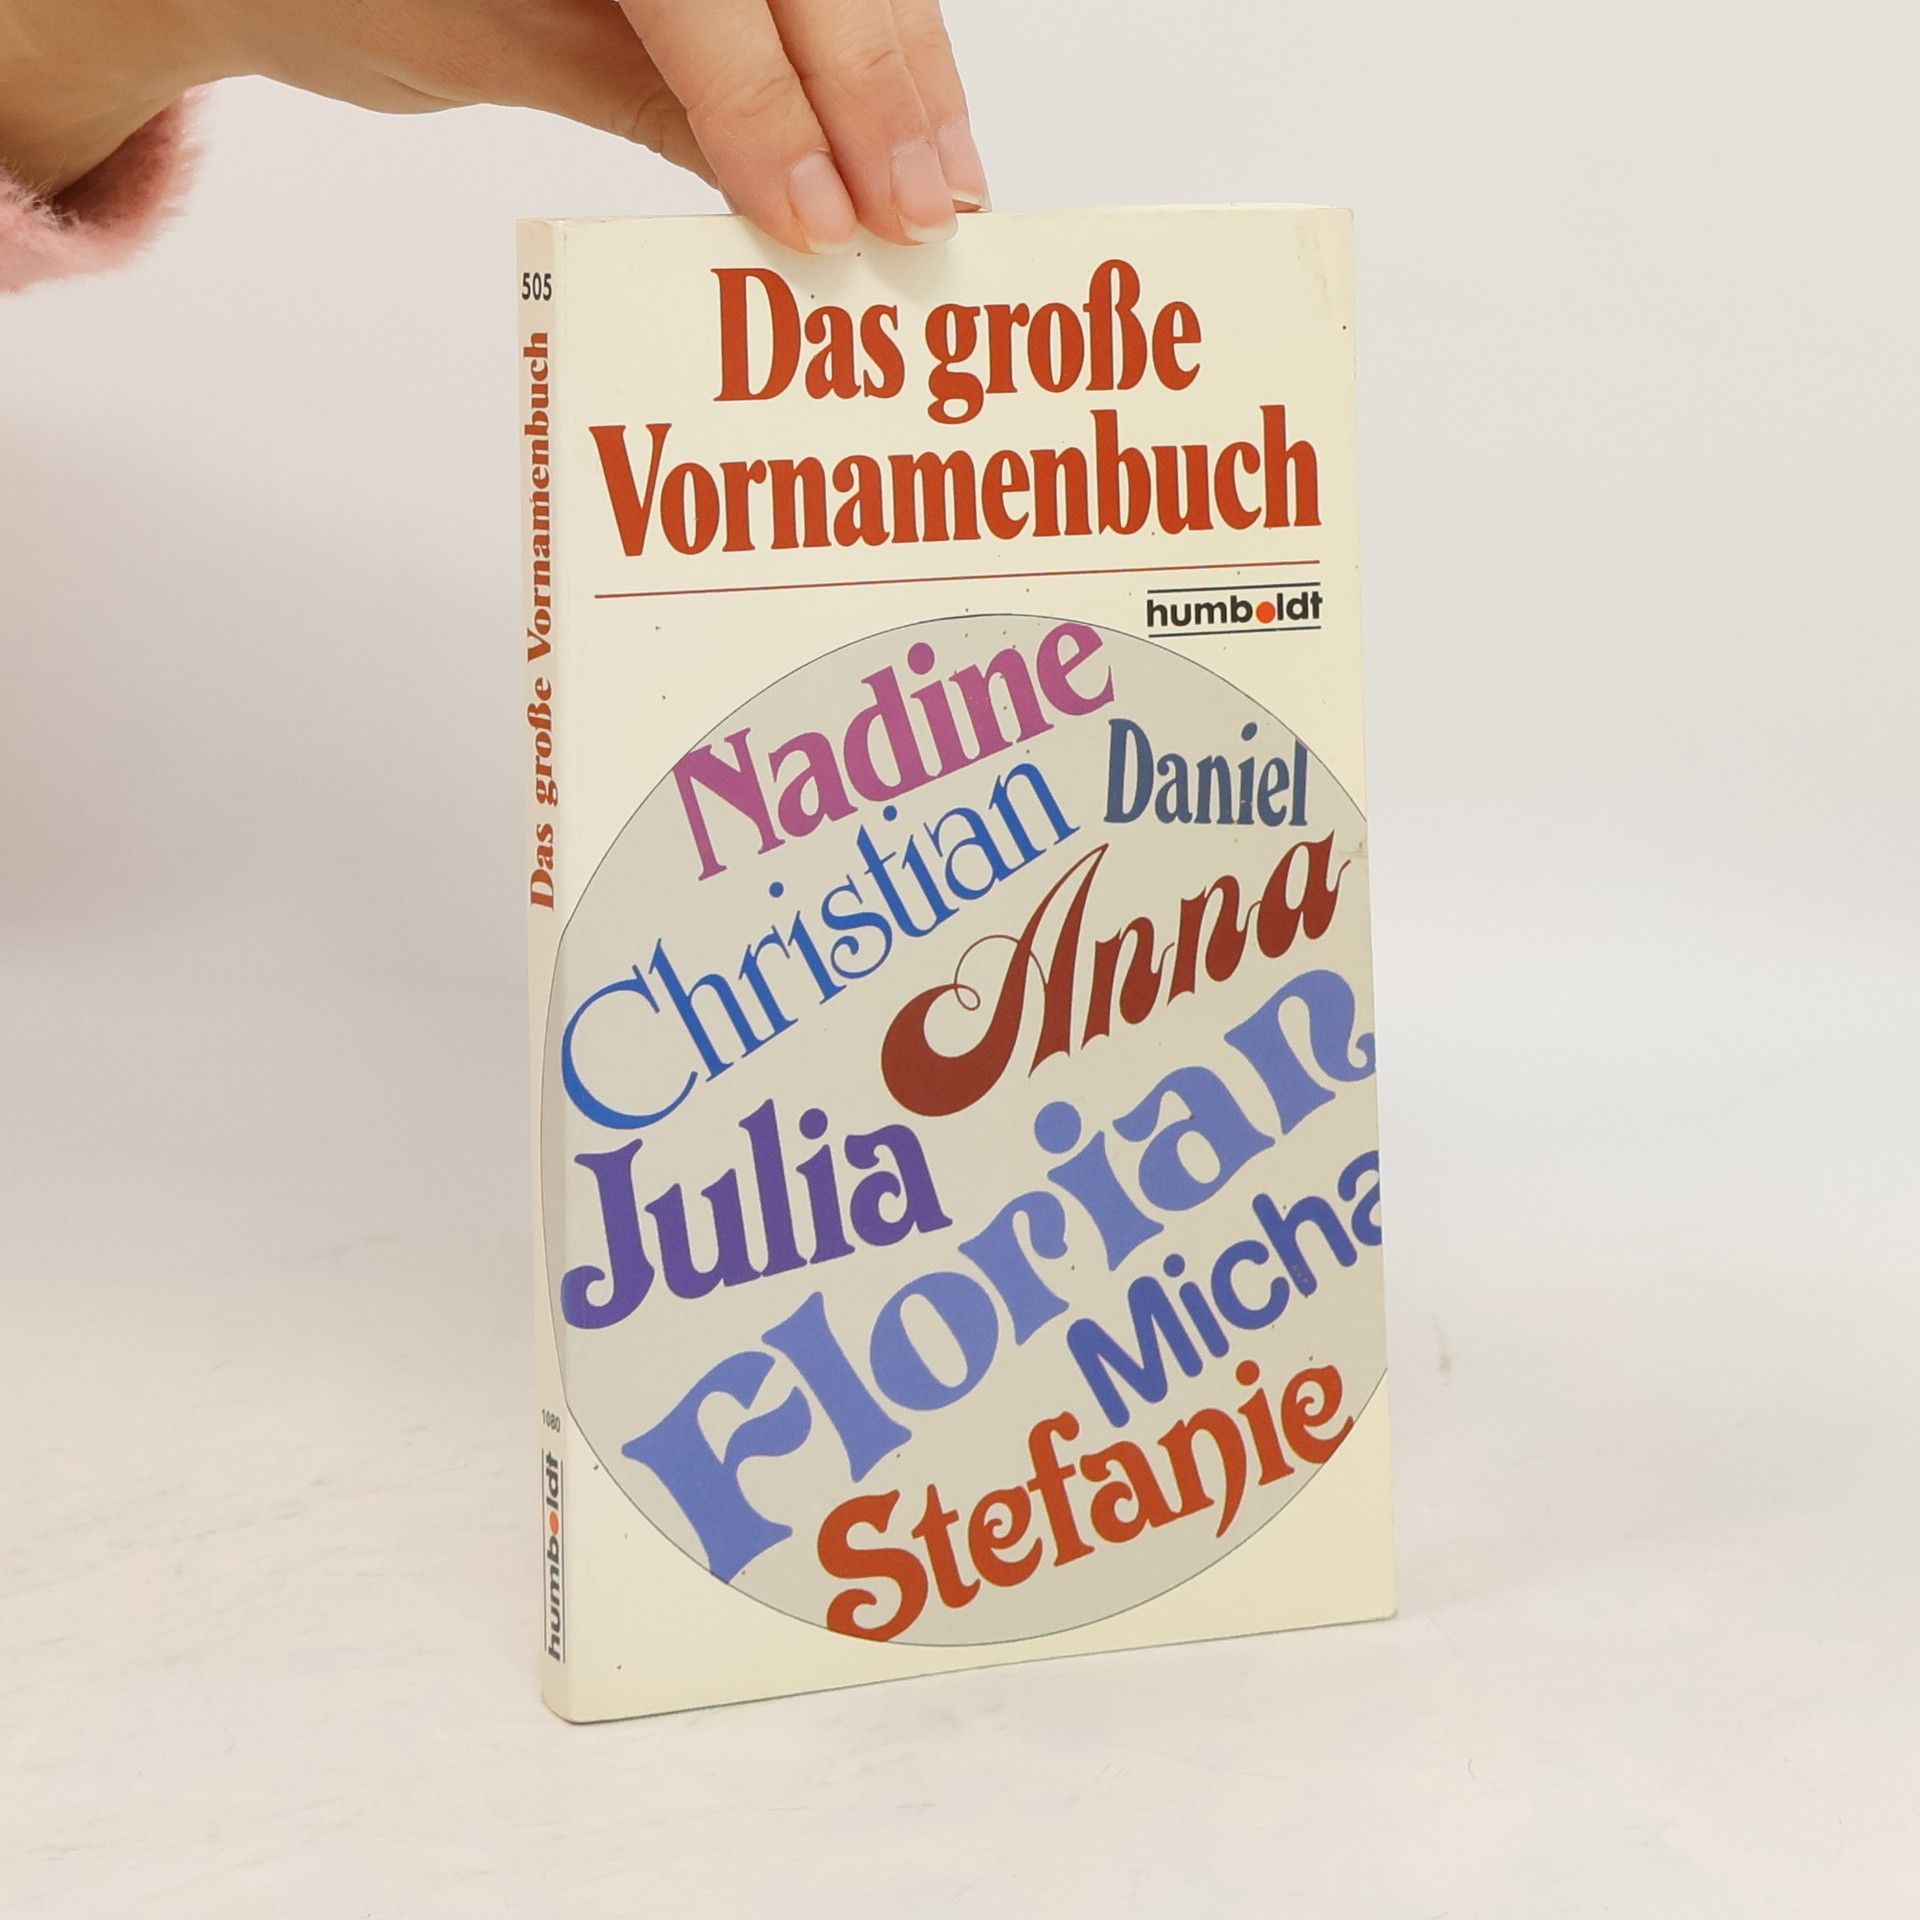 Das große
Vornamenbuch
humboldt
Nadine
Daniel
Christian
Anna
Julia
Florian
Micha
Stefanie
505
Das große Vornamenbuch
1080
humboldt